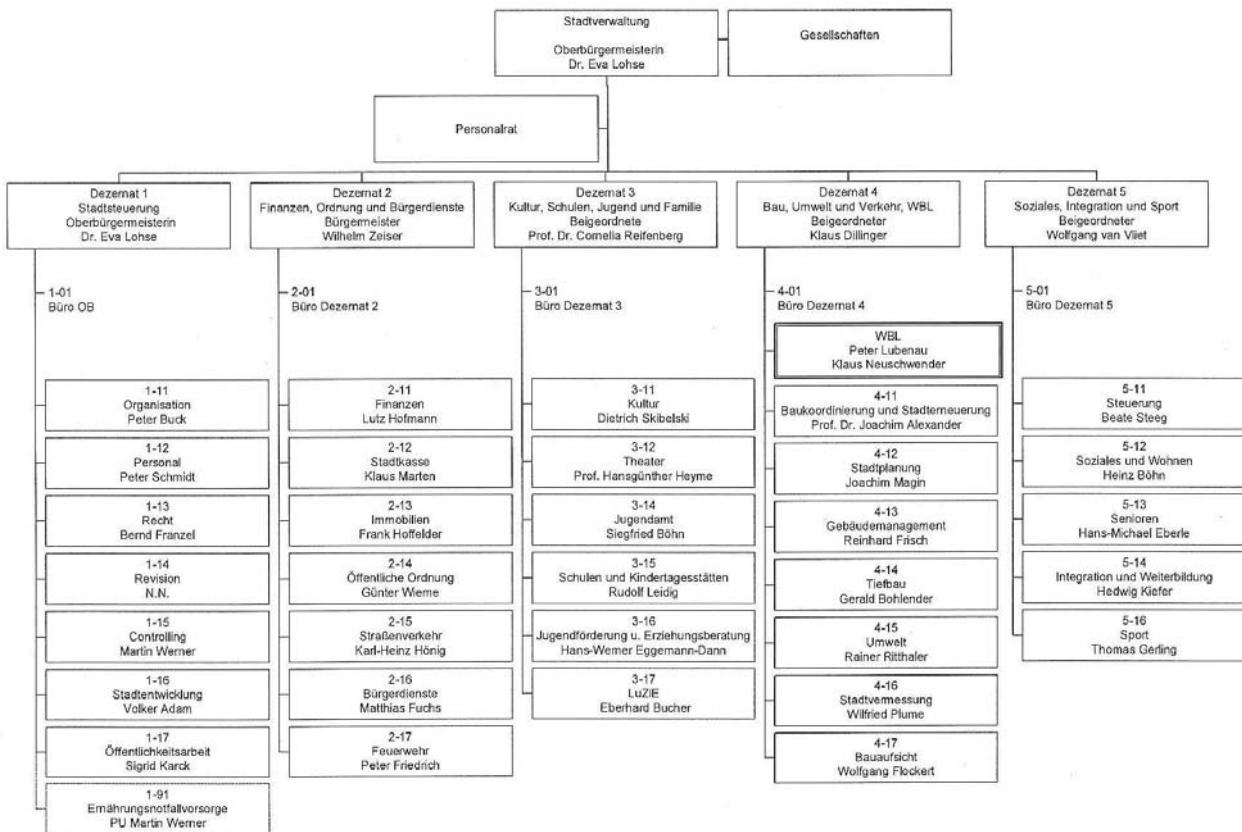 Stadtverwaltung
Oberbürgermeisterin
Dr. Eva Lohse
Gesellschaften
Personalrat
Dezernat 1
Stadtsteuerung
Oberbürgermeisterin
Dr. Eva Lohse
1-01
Büro OB
1-11
Organisation
Peter Buck
1-12
Personal
Peter Schmidt
1-13
Recht
Bernd Franzel
1-14
Revision
N.N.
1-15
Controlling
Martin Werner
1-16
Stadtentwicklung
Volker Adam
1-17
Öffentlichkeitsarbeit
Sigrid Karck
1-91
Ernährungsnotfallvorsorge
PU Martin Werner
Dezernat 2
Finanzen, Ordnung und Bürgerdienste
Bürgermeister
Wilhelm Zeiser
2-01
Büro Dezernat 2
2-11
Finanzen
Lutz Hofmann
2-12
Stadtkasse
Klaus Marten
2-13
Immobilien
Frank Hoffelder
2-14
Öffentliche Ordnung
Günter Wieme
2-15
Straßenverkehr
Karl-Heinz Hönig
2-16
Bürgerdienste
Matthias Fuchs
2-17
Feuerwehr
Peter Friedrich
Dezernat 3
Kultur, Schulen, Jugend und Familie
Beigeordnete
Prof. Dr. Cornelia Reifenberg
3-01
Büro Dezernat 3
3-11
Kultur
Dietrich Skibelski
3-12
Theater
Prof. Hansgünther Heyme
3-14
Jugendamt
Siegfried Böhn
3-15
Schulen und Kindertagesstätten
Rudolf Leidig
3-16
Jugendförderung u. Erziehungsberatung
Hans-Werner Eggemann-Dann
3-17
LuZIE
Eberhard Bucher
Dezernat 4
Bau, Umwelt und Verkehr, WBL
Beigeordneter
Klaus Dillinger
4-01
Büro Dezernat 4
WBL
Peter Lubenau
Klaus Neuschwender
4-11
Baukoordinierung und Stadterneuerung
Prof. Dr. Joachim Alexander
4-12
Stadtplanung
Joachim Magin
4-13
Gebäudemanagement
Reinhard Frisch
4-14
Tiefbau
Gerald Bohlender
4-15
Umwelt
Rainer Ritthaler
4-16
Stadtvermessung
Wilfried Plume
4-17
Bauaufsicht
Wolfgang Flockert
Dezernat 5
Soziales, Integration und Sport
Beigeordneter
Wolfgang van Vliet
5-01
Büro Dezernat 5
5-11
Steuerung
Beate Steeg
5-12
Soziales und Wohnen
Heinz Böhn
5-13
Senioren
Hans-Michael Eberle
5-14
Integration und Weiterbildung
Hedwig Kiefer
5-16
Sport
Thomas Gerling